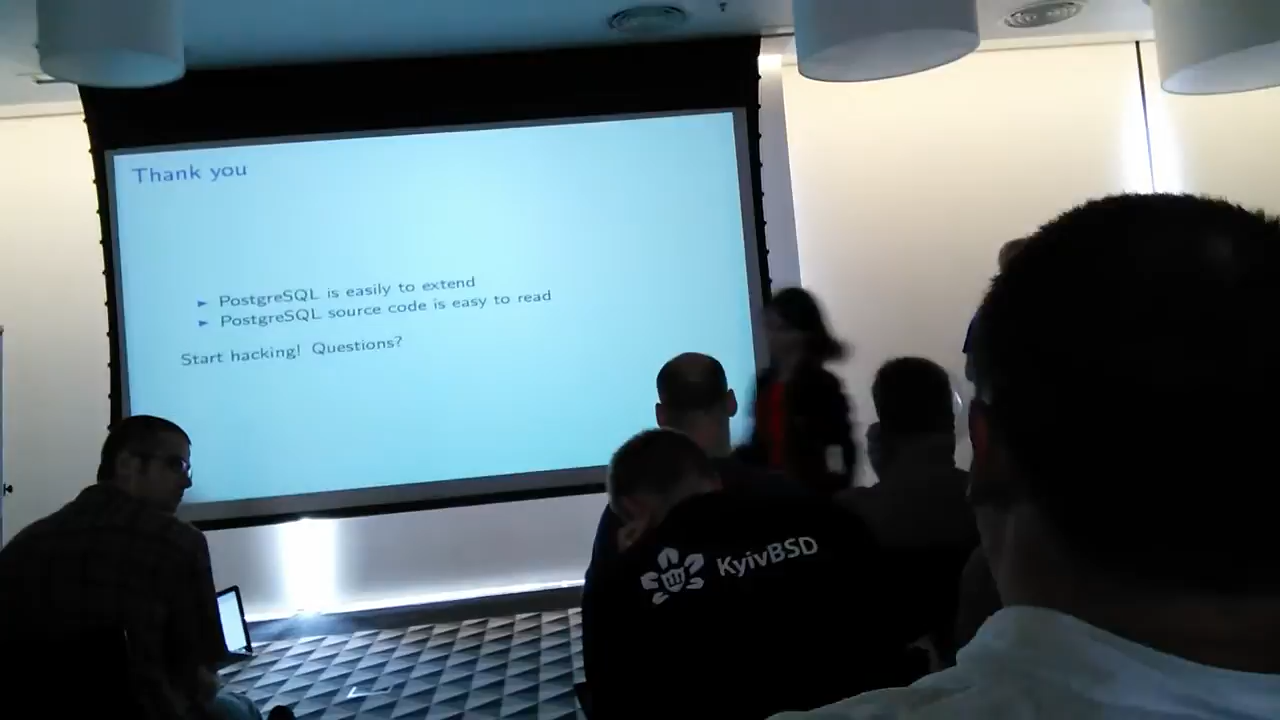 Thank you
► PostgreSQL is easily to extend
► PostgreSQL source code is easy to read
Start hacking! Questions?
KyivBSD